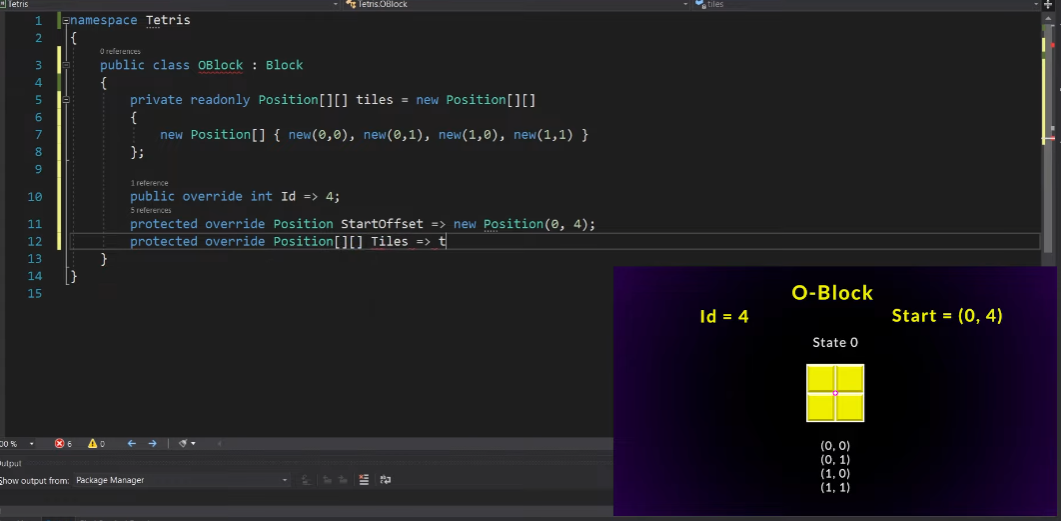 Tetris Tetris.OBlock tiles
1 namespace Tetris
2 {
0 references
3 public class OBlock : Block
4 {
5 private readonly Position[][] tiles = new Position[][]
6 {
7 new Position[] { new(0,0), new(0,1), new(1,0), new(1,1) }
8 };
9
1 reference
10 public override int Id => 4;
5 references
11 protected override Position StartOffset => new Position(0, 4);
12 protected override Position[][] Tiles => t
13 }
14 }
15
O-Block
Id = 4 Start = (0, 4)
State 0
(0, 0)
(0, 1)
(1, 0)
(1, 1)
00 % 6 0
Output
Show output from: Package Manager